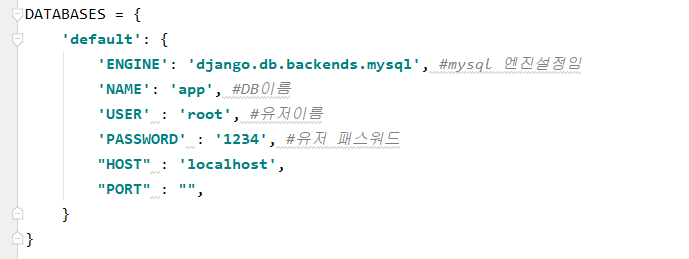 DATABASES = {
'default': {
'ENGINE': 'django.db.backends.mysql', #mysql 엔진설정임
'NAME': 'app', #DB이름
'USER' : 'root', #유저이름
'PASSWORD' : '1234', #유저 패스워드
"HOST" : 'localhost',
"PORT" : "",
}
}